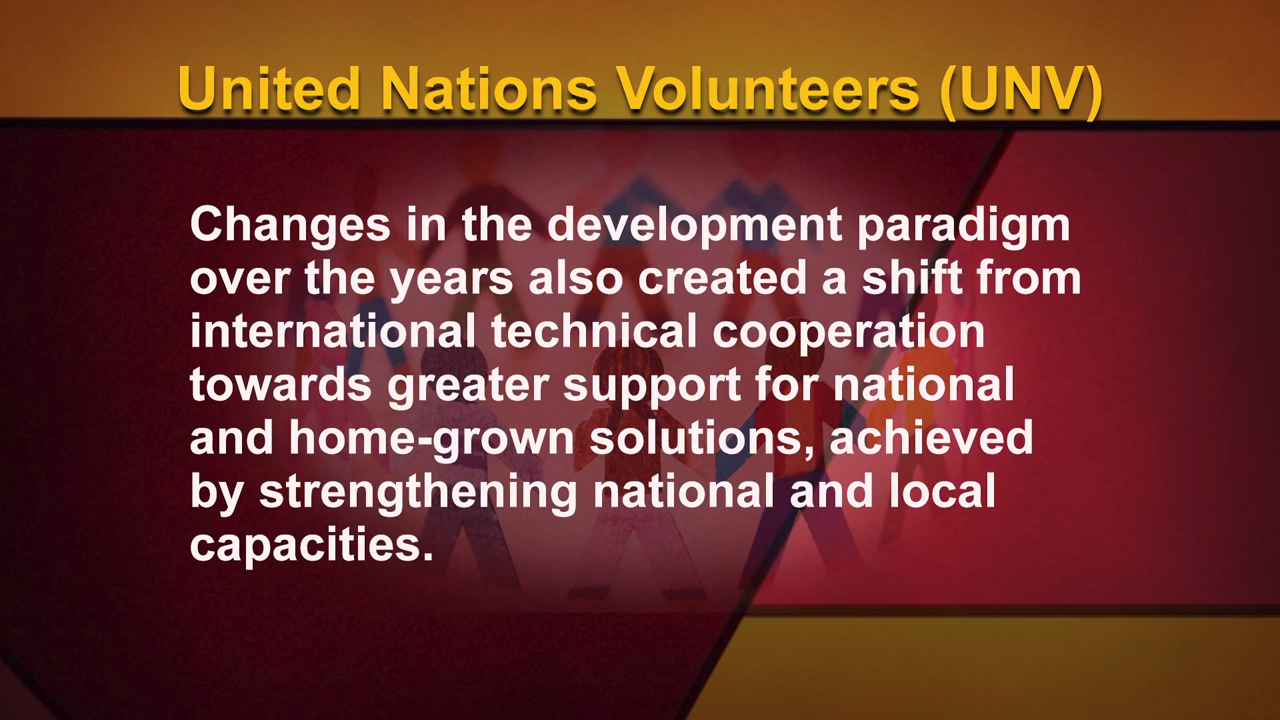 United Nations Volunteers (UNV)
Changes in the development paradigm
over the years also created a shift from
international technical cooperation
towards greater support for national
and home-grown solutions, achieved
by strengthening national and local
capacities.